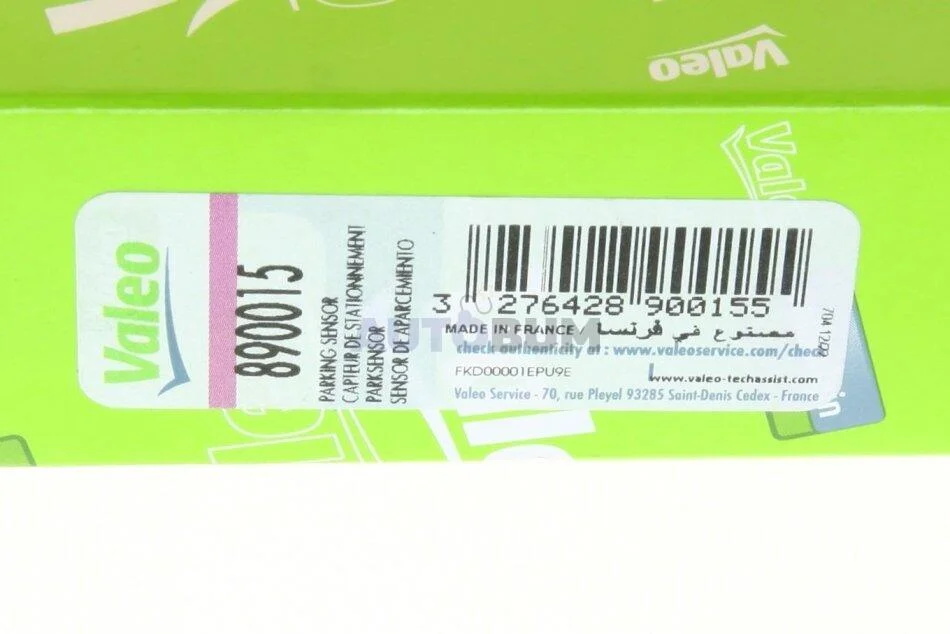 Valeo
Valeo
Valeo
890015
PARKING SENSOR
CAPTEUR DE STATIONNEMENT
PARKSENSOR
SENSOR DE APARCEMIENTO
3 276428 900155
MADE IN FRANCE / مصنوع في فرنسا
check authenticity at : www.valeoservice.com/check
FKD00001EPU9E
www.valeo-techassist.com
Valeo Service - 70, rue Pleyel 93285 Saint-Denis Cedex - France
AUTOBUM